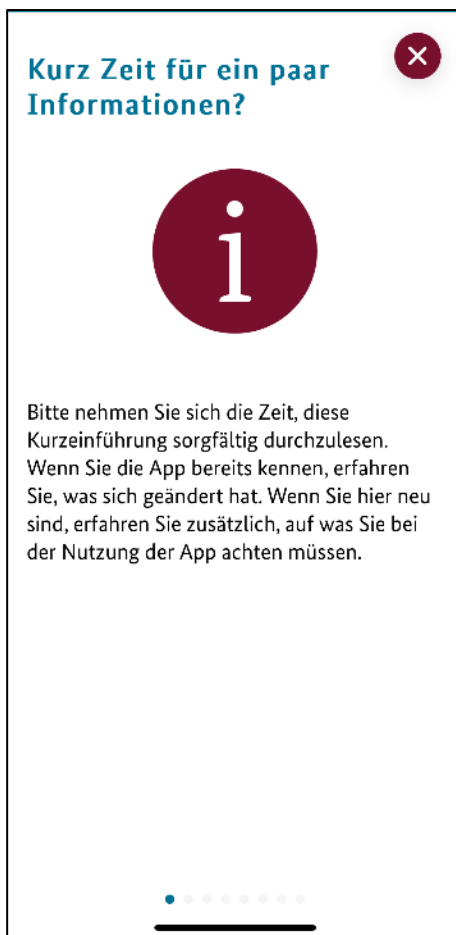 Kurz Zeit für ein paar
Informationen?
i
Bitte nehmen Sie sich die Zeit, diese
Kurzeinführung sorgfältig durchzulesen.
Wenn Sie die App bereits kennen, erfahren
Sie, was sich geändert hat. Wenn Sie hier neu
sind, erfahren Sie zusätzlich, auf was Sie bei
der Nutzung der App achten müssen.